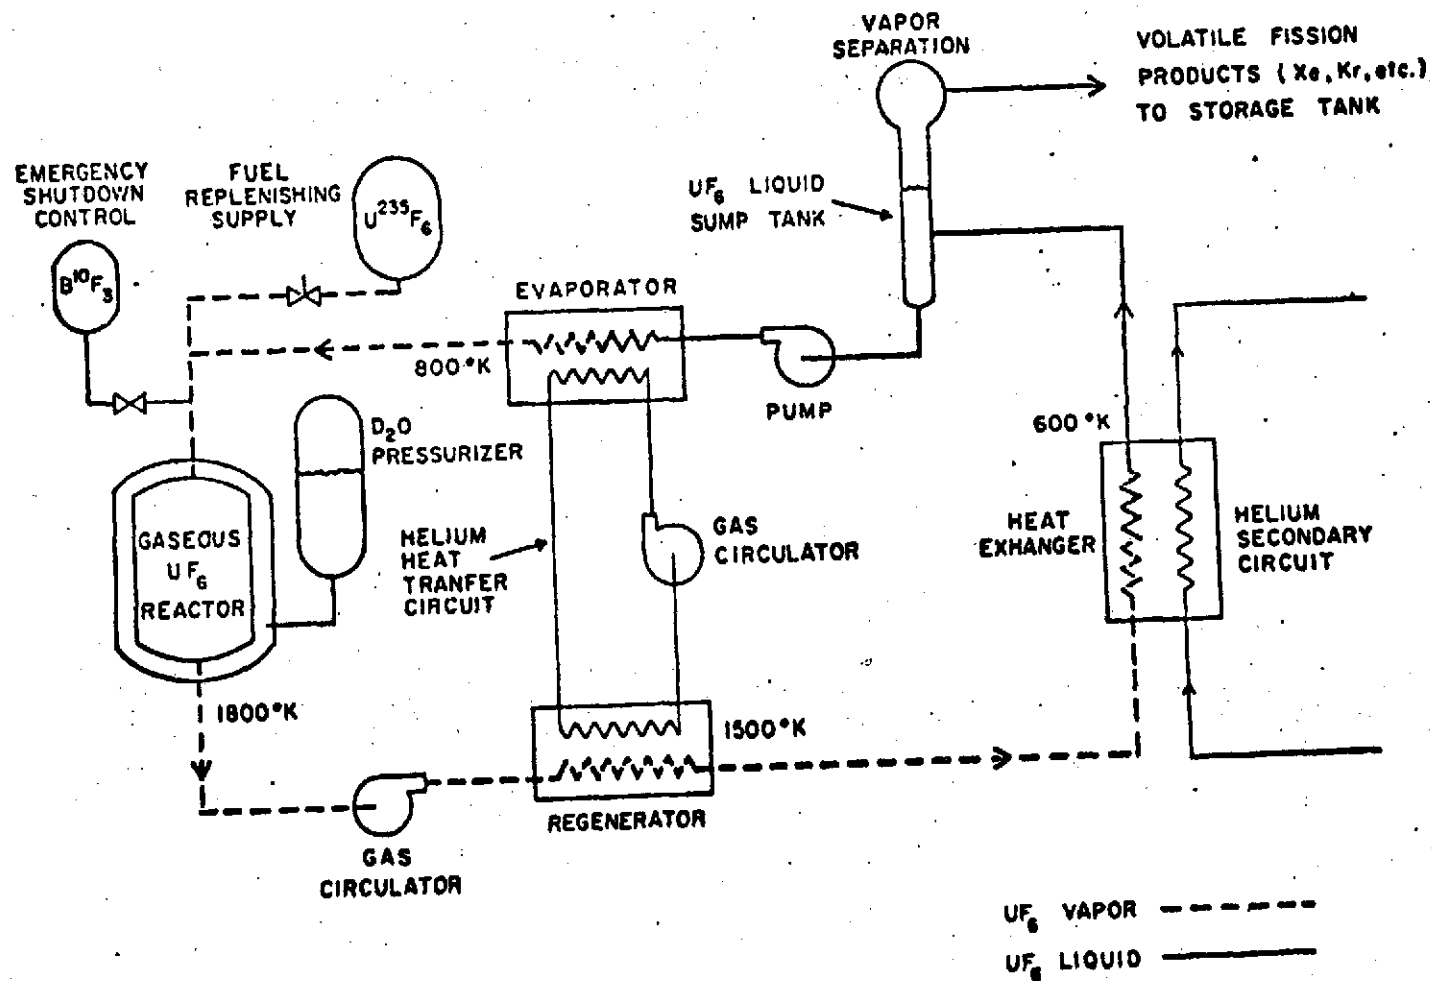 VAPOR
SEPARATION
VOLATILE FISSION
PRODUCTS (Xe, Kr, etc.)
TO STORAGE TANK
EMERGENCY
SHUTDOWN
CONTROL
FUEL
REPLENISHING
SUPPLY
U²³⁵F₆
B¹⁰F₃
UF₆ LIQUID
SUMP TANK
EVAPORATOR
800°K
PUMP
600°K
D₂O
PRESSURIZER
GASEOUS
UF₆
REACTOR
HELIUM
HEAT
TRANFER
CIRCUIT
GAS
CIRCULATOR
HEAT
EXHANGER
HELIUM
SECONDARY
CIRCUIT
1800°K
1500°K
REGENERATOR
GAS
CIRCULATOR
UF₆ VAPOR
UF₆ LIQUID